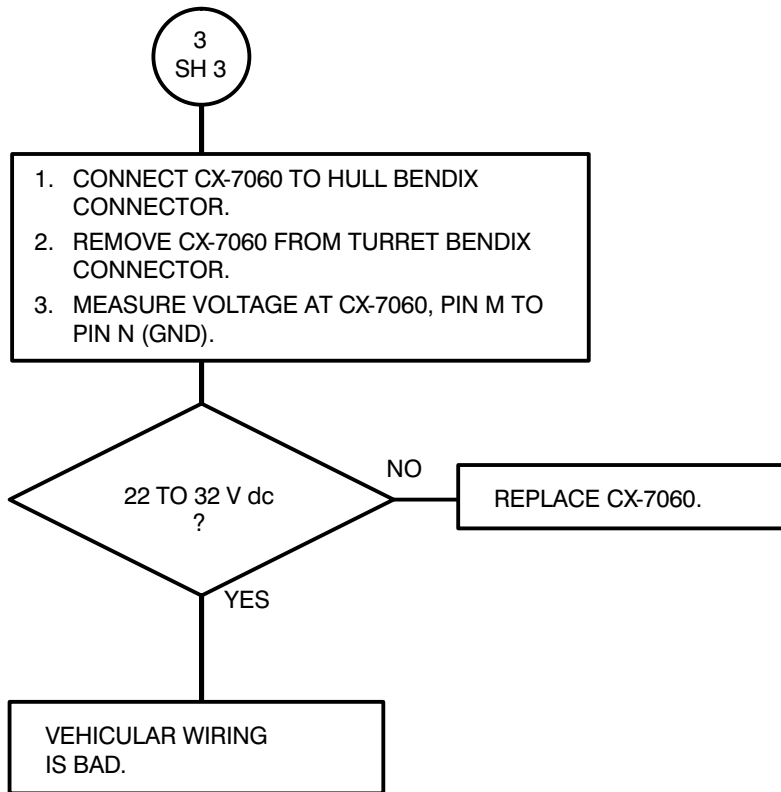 3
SH 3
1. CONNECT CX-7060 TO HULL BENDIX
CONNECTOR.
2. REMOVE CX-7060 FROM TURRET BENDIX
CONNECTOR.
3. MEASURE VOLTAGE AT CX-7060, PIN M TO
PIN N (GND).
22 TO 32 V dc
?
NO
REPLACE CX-7060.
YES
VEHICULAR WIRING
IS BAD.